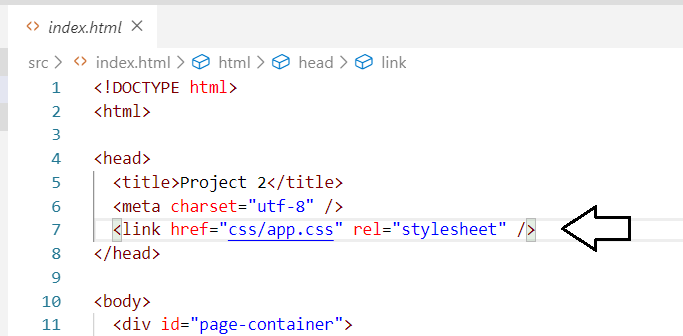 index.html
src > index.html > html > head > link
1 <!DOCTYPE html>
2 <html>
3
4 <head>
5 <title>Project 2</title>
6 <meta charset="utf-8" />
7 <link href="css/app.css" rel="stylesheet" />
8 </head>
9
10 <body>
11 <div id="page-container">